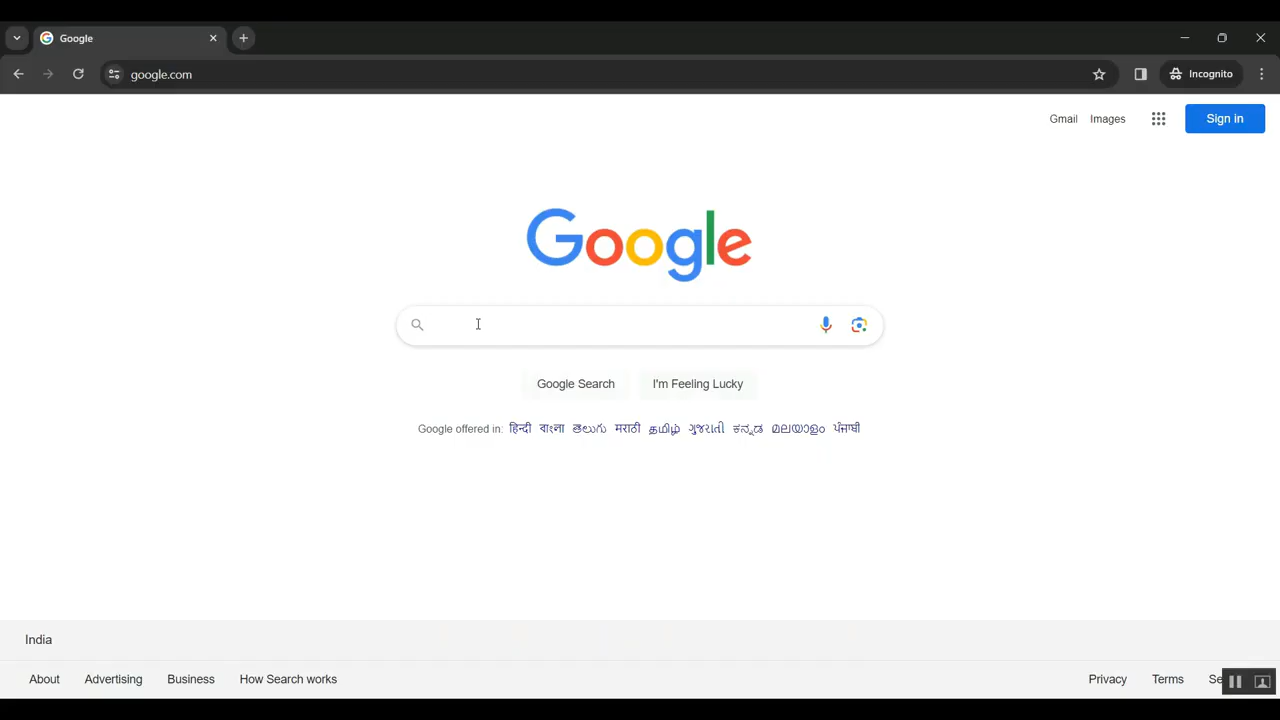 Google
google.com
Incognito
Gmail Images Sign in
Google
Google Search I'm Feeling Lucky
Google offered in: हिन्दी বাংলা తెలుగు मराठी தமிழ் ગુજરાતી ಕನ್ನಡ മലയാളം ਪੰਜਾਬੀ
India
About Advertising Business How Search works Privacy Terms Se